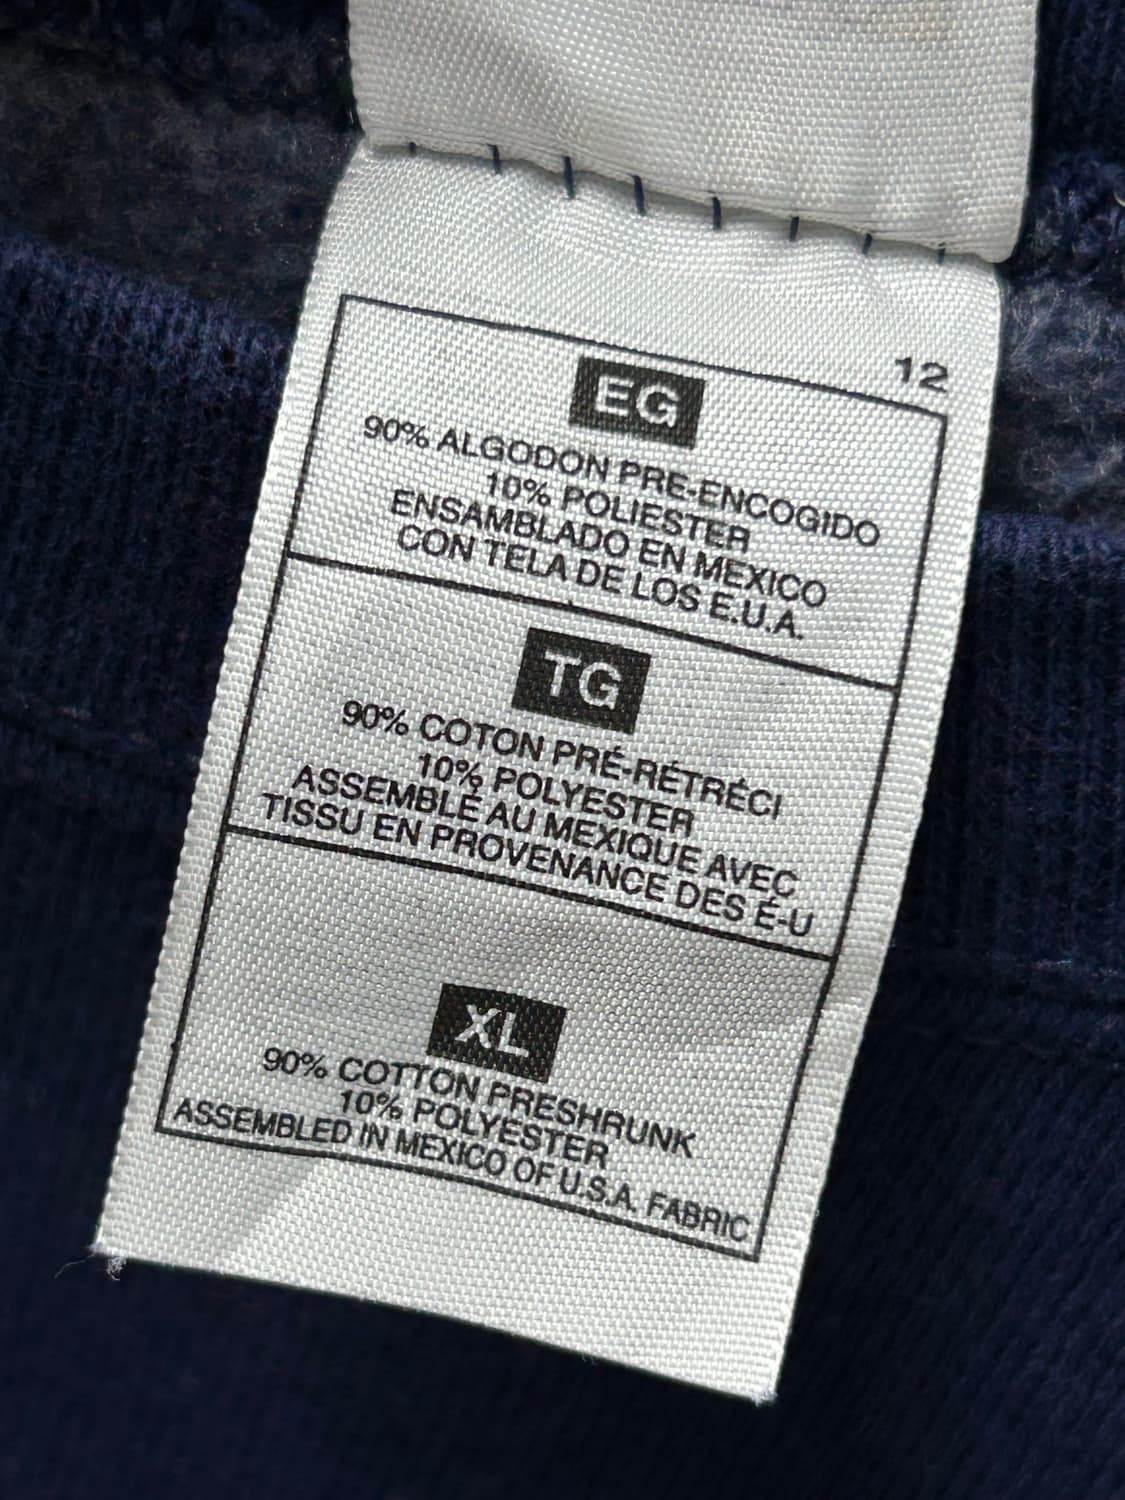 12
EG
90% ALGODON PRE-ENCOGIDO
10% POLIESTER
ENSAMBLADO EN MEXICO
CON TELA DE LOS E.U.A.
TG
90% COTON PRÉ-RÉTRÉCI
10% POLYESTER
ASSEMBLÉ AU MEXIQUE AVEC
TISSU EN PROVENANCE DES É-U
XL
90% COTTON PRESHRUNK
10% POLYESTER
ASSEMBLED IN MEXICO OF U.S.A. FABRIC